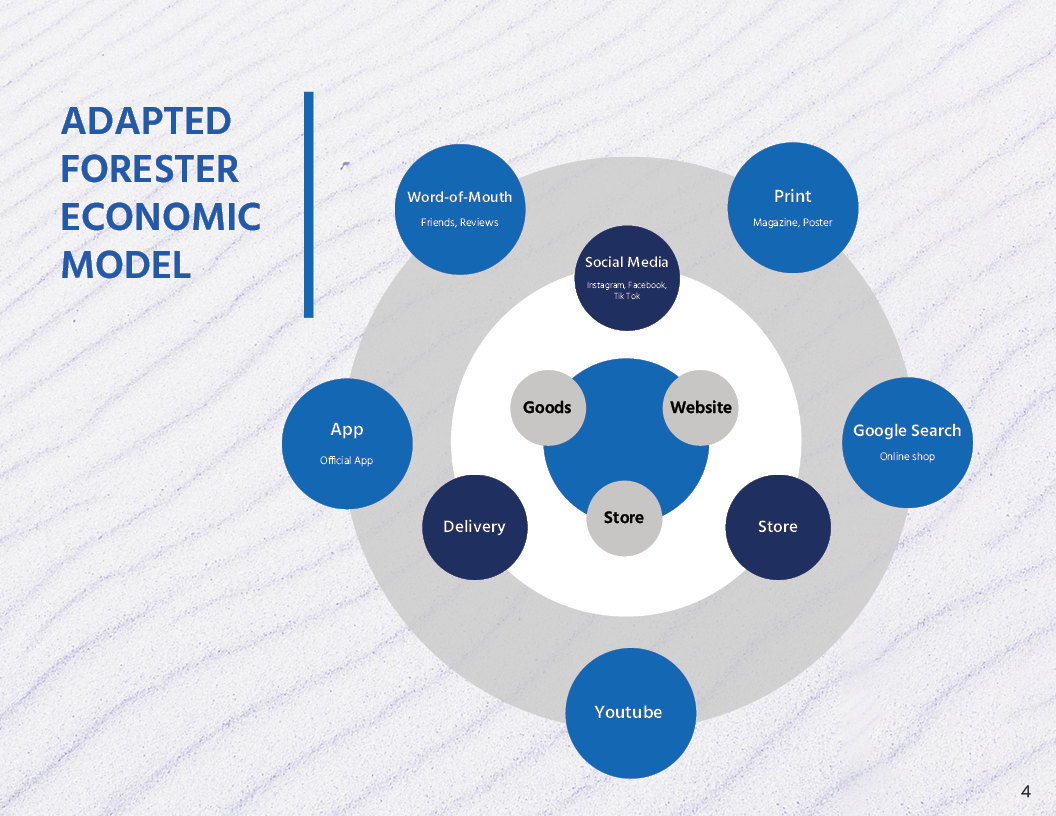 ADAPTED
FORESTER
ECONOMIC
MODEL
Word-of-Mouth
Friends, Reviews
Print
Magazine, Poster
Social Media
Instagram, Facebook,
Tik Tok
Goods
Website
App
Official App
Google Search
Online shop
Store
Delivery
Store
Youtube
4